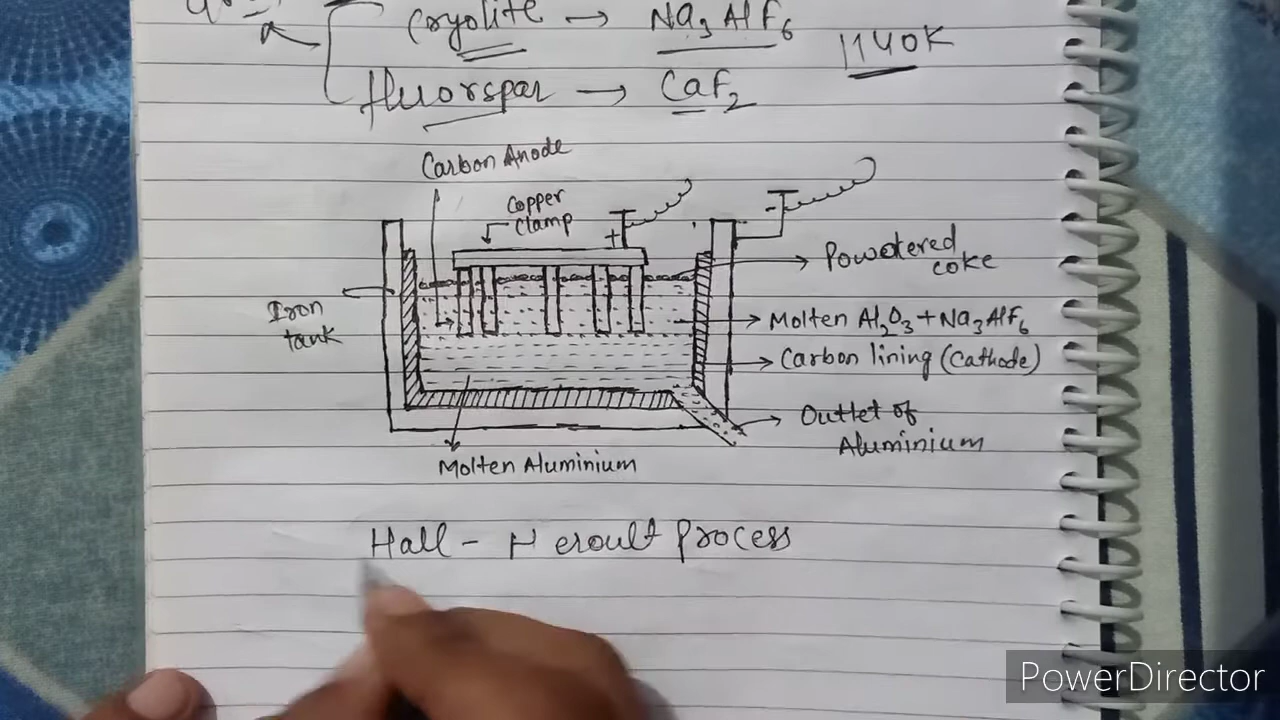 Cryolite → Na3AlF6
1140K
fluorspar → CaF2
Carbon Anode
Copper
clamp
+
-
Powdered
coke
Iron
tank
Molten Al2O3 + Na3AlF6
Carbon lining (Cathode)
Outlet of
Aluminium
Molten Aluminium
Hall - Heroult process
PowerDirector